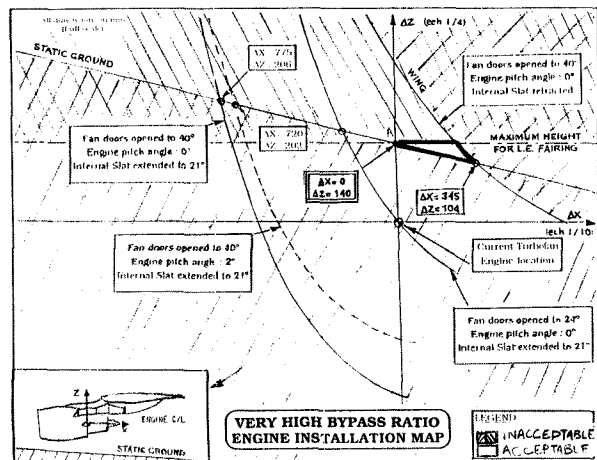 (Full scale)
STATIC GROUND
ΔX : 775
ΔZ : 206
ΔZ (ech 1/4)
WING
Fan doors opened to 40°
Engine pitch angle : 0°
Internal Slat retracted
Fan doors opened to 40°
Engine pitch angle : 0°
Internal Slat extended to 21°
ΔX : 720
ΔZ : 203
A
MAXIMUM HEIGHT
FOR L.E. FAIRING
ΔX = 0
ΔZ = 140
ΔX = 345
ΔZ = 104
ΔX
(ech 1/10)
Fan doors opened to 40°
Engine pitch angle : 2°
Internal Slat extended to 21°
Current Turbofan
Engine location
Fan doors opened to 24°
Engine pitch angle : 0°
Internal Slat extended to 21°
Z
ENGINE C/L
STATIC GROUND
VERY HIGH BYPASS RATIO
ENGINE INSTALLATION MAP
LEGEND
INACCEPTABLE
ACCEPTABLE